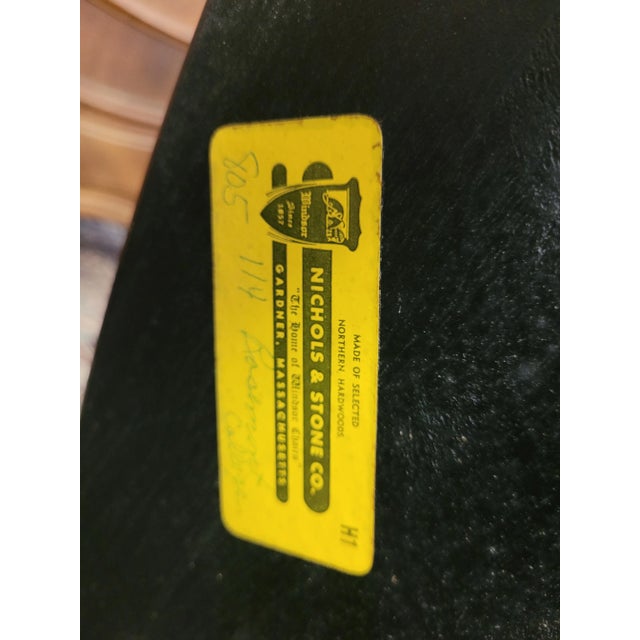 MADE OF SELECTED
NORTHERN HARDWOODS
H1
Windsor
Since
1857
NICHOLS & STONE CO.
"The Home of Windsor Chairs"
GARDNER, MASSACHUSETTS
805 114